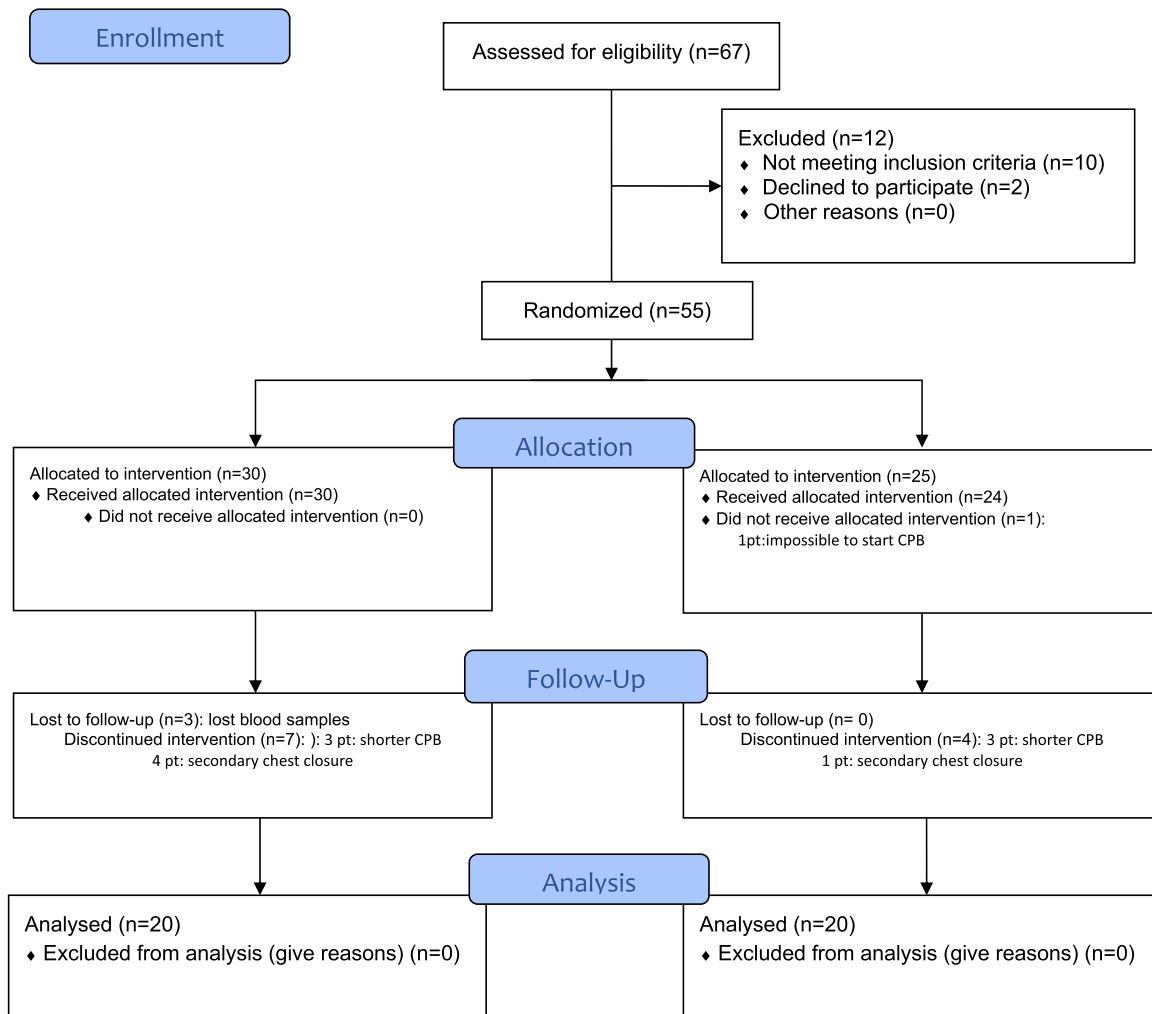 Enrollment
Assessed for eligibility (n=67)
Excluded (n=12)
♦ Not meeting inclusion criteria (n=10)
♦ Declined to participate (n=2)
♦ Other reasons (n=0)
Randomized (n=55)
Allocation
Allocated to intervention (n=30)
♦ Received allocated intervention (n=30)
♦ Did not receive allocated intervention (n=0)
Allocated to intervention (n=25)
♦ Received allocated intervention (n=24)
♦ Did not receive allocated intervention (n=1):
1pt:impossible to start CPB
Follow-Up
Lost to follow-up (n=3): lost blood samples
Discontinued intervention (n=7): ): 3 pt: shorter CPB
4 pt: secondary chest closure
Lost to follow-up (n= 0)
Discontinued intervention (n=4): 3 pt: shorter CPB
1 pt: secondary chest closure
Analysis
Analysed (n=20)
♦ Excluded from analysis (give reasons) (n=0)
Analysed (n=20)
♦ Excluded from analysis (give reasons) (n=0)